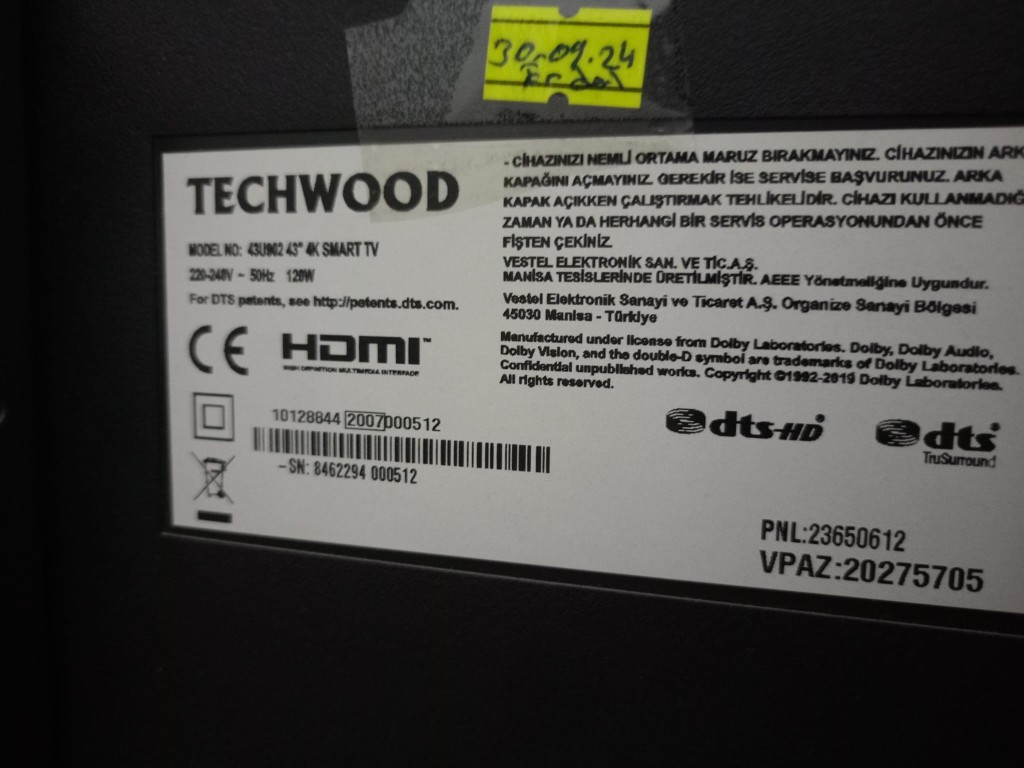 30.09.24
TECHWOOD
MODEL NO: 43U902 43" 4K SMART TV
220-240V ~ 50Hz 120W
For DTS patents, see http://patents.dts.com.
CE HDMI™
HIGH DEFINITION MULTIMEDIA INTERFACE
10128844 2007000512
-SN: 8462294 000512
- CİHAZINIZI NEMLİ ORTAMA MARUZ BIRAKMAYINIZ. CİHAZINIZIN ARK
KAPAĞINI AÇMAYINIZ. GEREKİR İSE SERVİSE BAŞVURUNUZ. ARKA
KAPAK AÇIKKEN ÇALIŞTIRMAK TEHLİKELİDİR. CİHAZI KULLANMADIĞ
ZAMAN YA DA HERHANGİ BİR SERVİS OPERASYONUNDAN ÖNCE
FİŞTEN ÇEKİNİZ.
VESTEL ELEKTRONİK SAN. VE TİC.A.Ş.
MANİSA TESİSLERİNDE ÜRETİLMİŞTİR. AEEE Yönetmeliğine Uygundur.
Vestel Elektronik Sanayi ve Ticaret A.Ş. Organize Sanayi Bölgesi
45030 Manisa - Türkiye
Manufactured under license from Dolby Laboratories. Dolby, Dolby Audio,
Dolby Vision, and the double-D symbol are trademarks of Dolby Laboratories.
Confidential unpublished works. Copyright ©1992-2019 Dolby Laboratories.
All rights reserved.
dts-HD dts
TruSurround
PNL:23650612
VPAZ:20275705